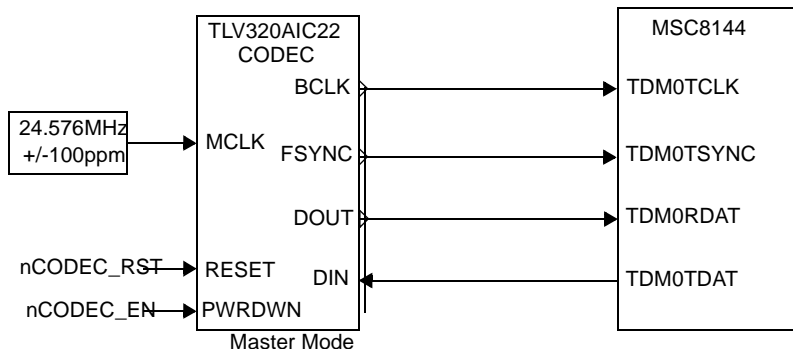 TLV320AIC22
CODEC
MSC8144
BCLK
TDM0TCLK
24.576MHz
+/-100ppm
MCLK
FSYNC
TDM0TSYNC
DOUT
TDM0RDAT
nCODEC_RST
RESET
DIN
TDM0TDAT
nCODEC_EN
PWRDWN
Master Mode